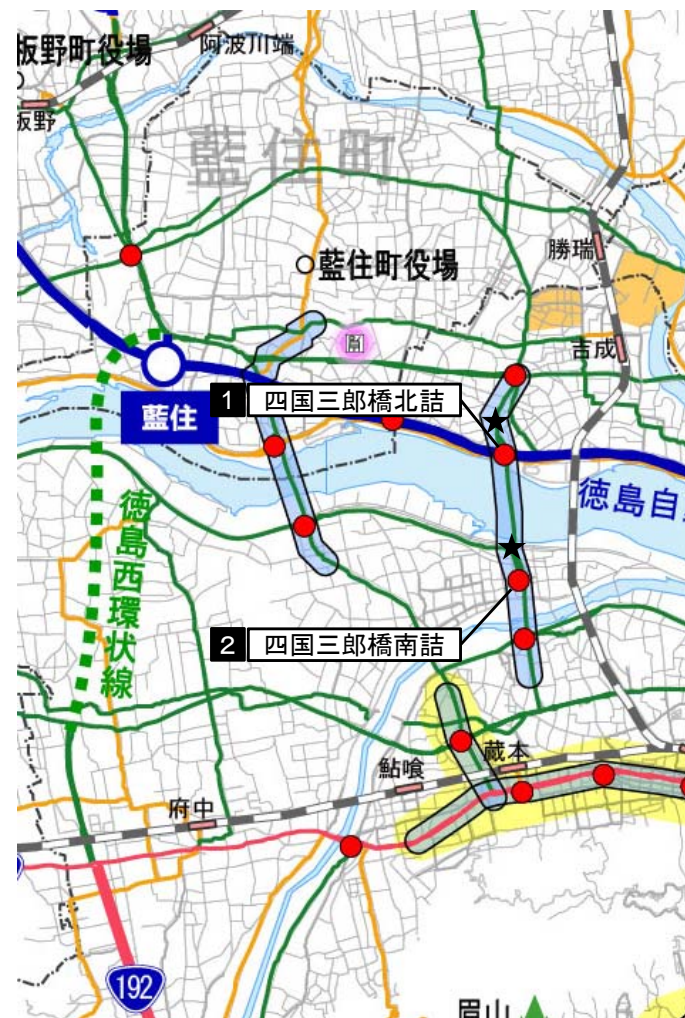 板野町役場
阿波川端
板野
藍住町
勝瑞
藍住町役場
吉成
1 四国三郎橋北詰
藍住
徳島自
徳島西環状線
2 四国三郎橋南詰
蔵本
鮎喰
府中
192
眉山